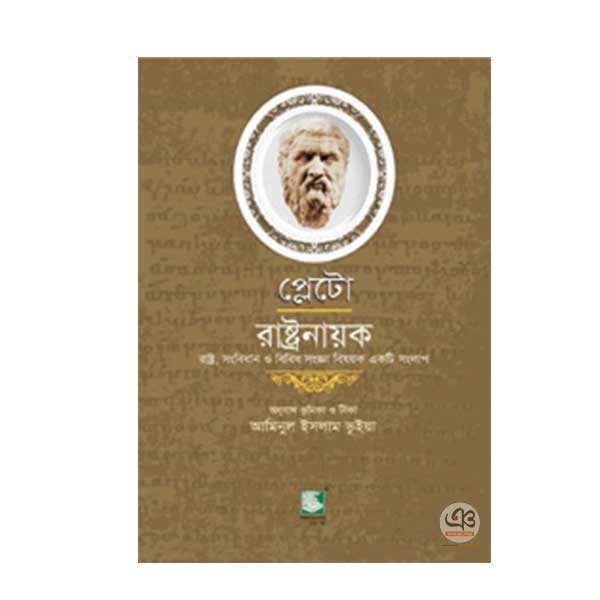 প্লেটো
রাষ্ট্রনায়ক
রাষ্ট্র, সংবিধান ও বিবিধ সংজ্ঞা বিষয়ক একটি সংলাপ
অনুবাদ ভূমিকা ও টীকা
আমিনুল ইসলাম ভুইয়া